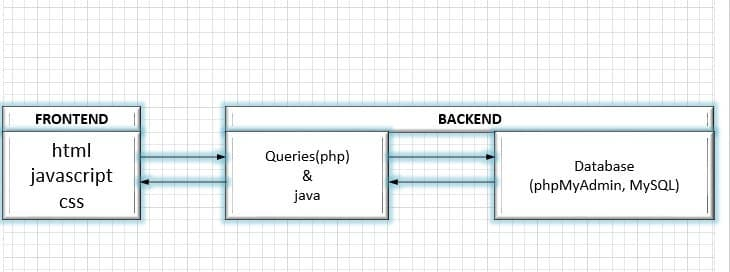 FRONTEND
html
javascript
css
BACKEND
Queries(php)
&
java
Database
(phpMyAdmin, MySQL)